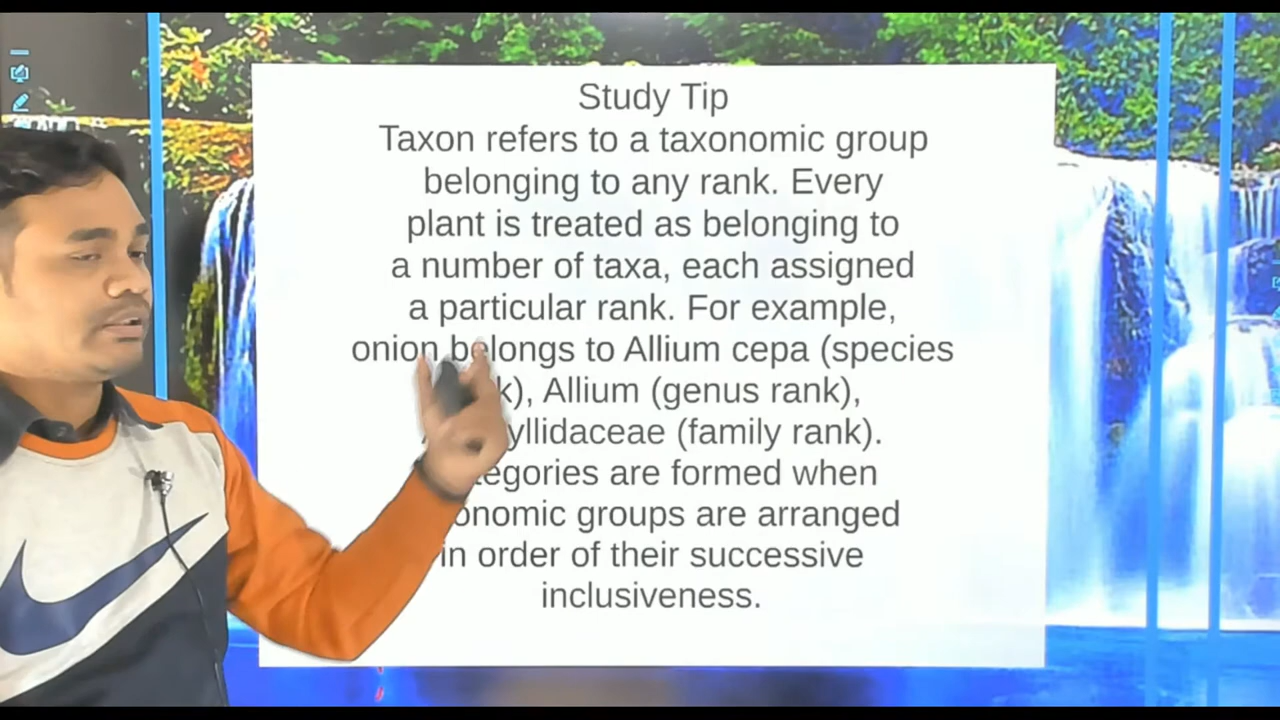 Study Tip
Taxon refers to a taxonomic group
belonging to any rank. Every
plant is treated as belonging to
a number of taxa, each assigned
a particular rank. For example,
onion belongs to Allium cepa (species
Allium (genus rank),
(family rank).
are formed when
groups are arranged
in order of their successive
inclusiveness.